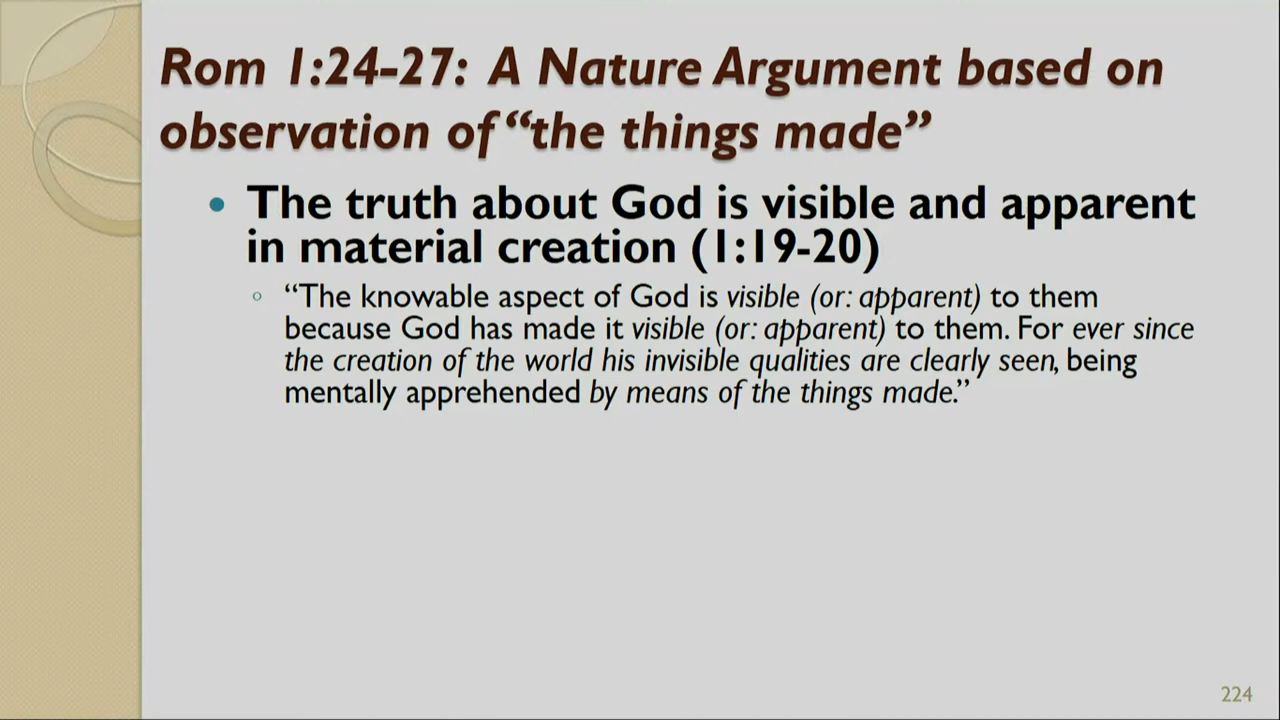 Rom 1:24-27: A Nature Argument based on
observation of “the things made”
• The truth about God is visible and apparent
in material creation (1:19-20)
◦ “The knowable aspect of God is visible (or: apparent) to them
because God has made it visible (or: apparent) to them. For ever since
the creation of the world his invisible qualities are clearly seen, being
mentally apprehended by means of the things made.”
224